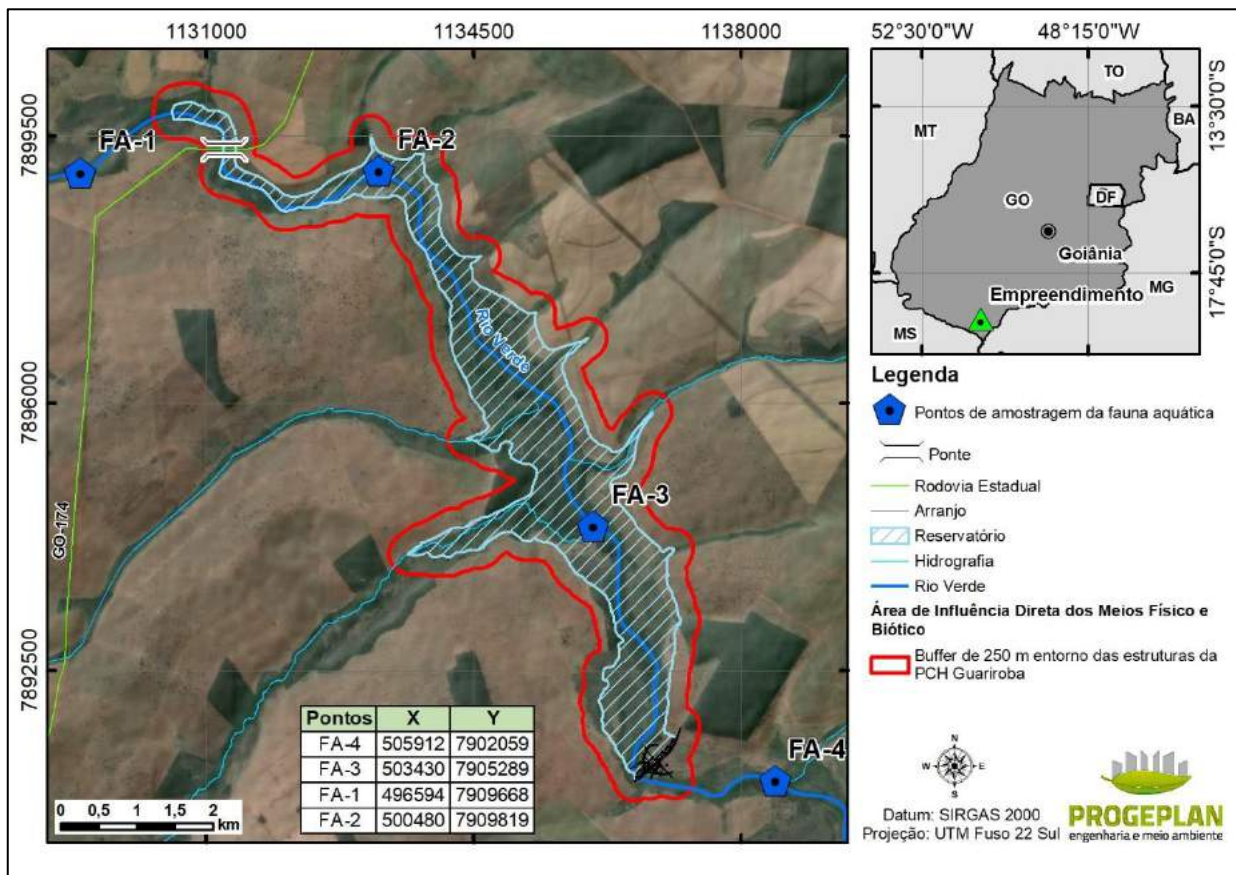 1131000 1134500 1138000
7899500
7896000
7892500
FA-1
FA-2
Rio Verde
FA-3
GO-174
FA-4
Pontos X Y
FA-4 505912 7902059
FA-3 503430 7905289
FA-1 496594 7909668
FA-2 500480 7909819
0 0,5 1 1,5 2
km
52°30'0"W 48°15'0"W
13°30'0"S
17°45'0"S
TO
MT
BA
GO
DF
Goiânia
MG
Empreendimento
MS
Legenda
Pontos de amostragem da fauna aquática
Ponte
Rodovia Estadual
Arranjo
Reservatório
Hidrografia
Rio Verde
Área de Influência Direta dos Meios Físico e
Biótico
Buffer de 250 m entorno das estruturas da
PCH Guariroba
N
W E
S
Datum: SIRGAS 2000
Projeção: UTM Fuso 22 Sul
PROGEPLAN
engenharia e meio ambiente